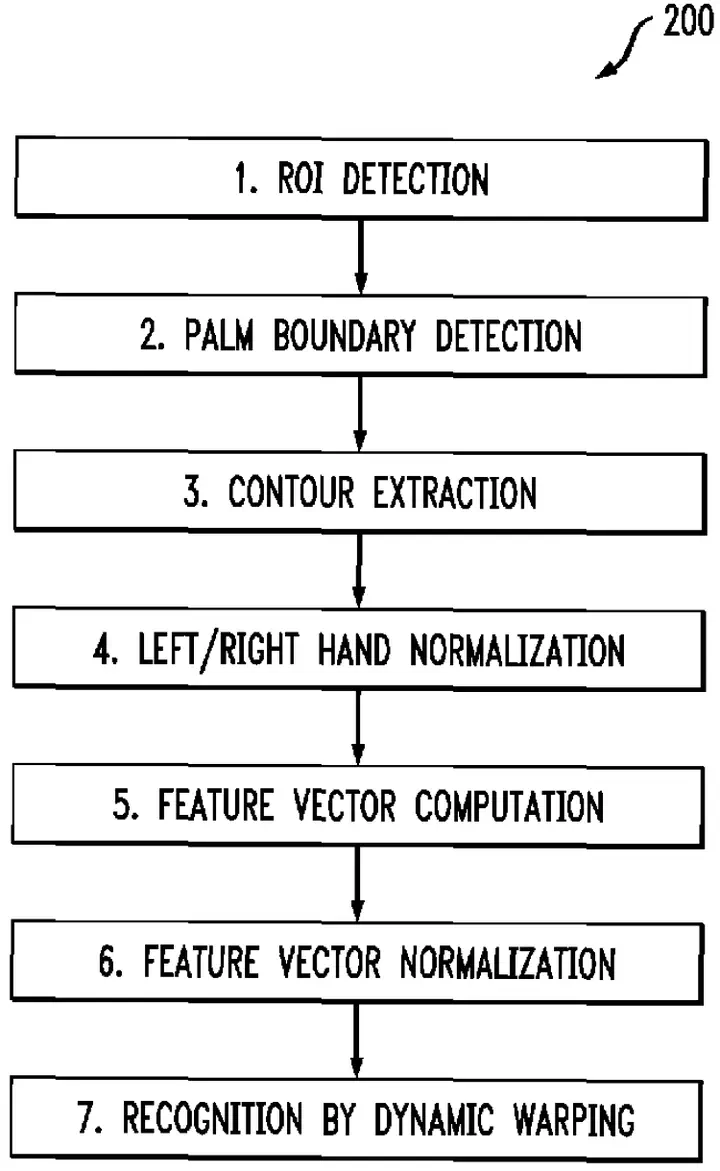 200
1. ROI DETECTION
2. PALM BOUNDARY DETECTION
3. CONTOUR EXTRACTION
4. LEFT/RIGHT HAND NORMALIZATION
5. FEATURE VECTOR COMPUTATION
6. FEATURE VECTOR NORMALIZATION
7. RECOGNITION BY DYNAMIC WARPING